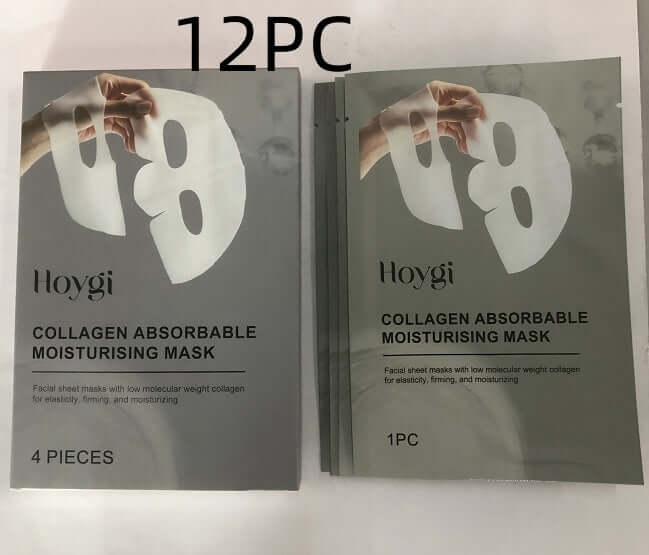 12PC
Hoygi
COLLAGEN ABSORBABLE
MOISTURISING MASK
Facial sheet masks with low molecular weight collagen
for elasticity, firming, and moisturizing
4 PIECES
Hoygi
COLLAGEN ABSORBABLE
MOISTURISING MASK
Facial sheet masks with low molecular weight collagen
for elasticity, firming, and moisturizing
1PC